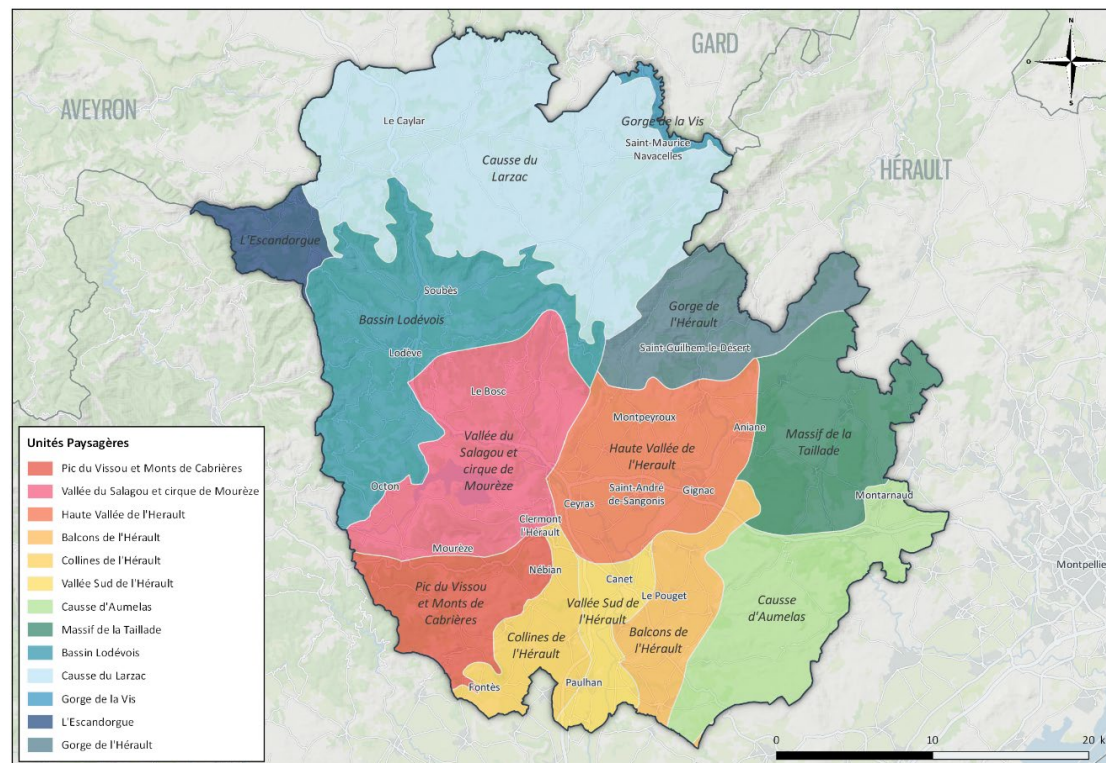 GARD
N
O
E
S
AVEYRON
Le Caylar
Gorge de la Vis
Saint-Maurice
Navacelles
Causse du
Larzac
HÉRAULT
L'Escandorgue
Soubès
Bassin Lodévois
Gorge de
l'Hérault
Saint-Guilhem-le-Désert
Lodève
Le Bosc
Montpeyroux
Aniane
Massif de la
Taillade
Vallée du
Salagou et
cirque de
Mourèze
Haute Vallée de
l'Herault
Octon
Saint-André
de-Sangonis
Gignac
Ceyras
Montarnaud
Clermont
l'Hérault
Mourèze
Nébian
Canet
Le Pouget
Montpellier
Pic du Vissou
et Monts de
Cabrières
Vallée Sud de
l'Hérault
Causse
d'Aumelas
Collines de
l'Hérault
Balcons de
l'Hérault
Fontès
Paulhan
Unités Paysagères
Pic du Vissou et Monts de Cabrières
Vallée du Salagou et cirque de Mourèze
Haute Vallée de l'Herault
Balcons de l'Hérault
Collines de l'Hérault
Vallée Sud de l'Hérault
Causse d'Aumelas
Massif de la Taillade
Bassin Lodévois
Causse du Larzac
Gorge de la Vis
L'Escandorgue
Gorge de l'Hérault
0 10 20 k